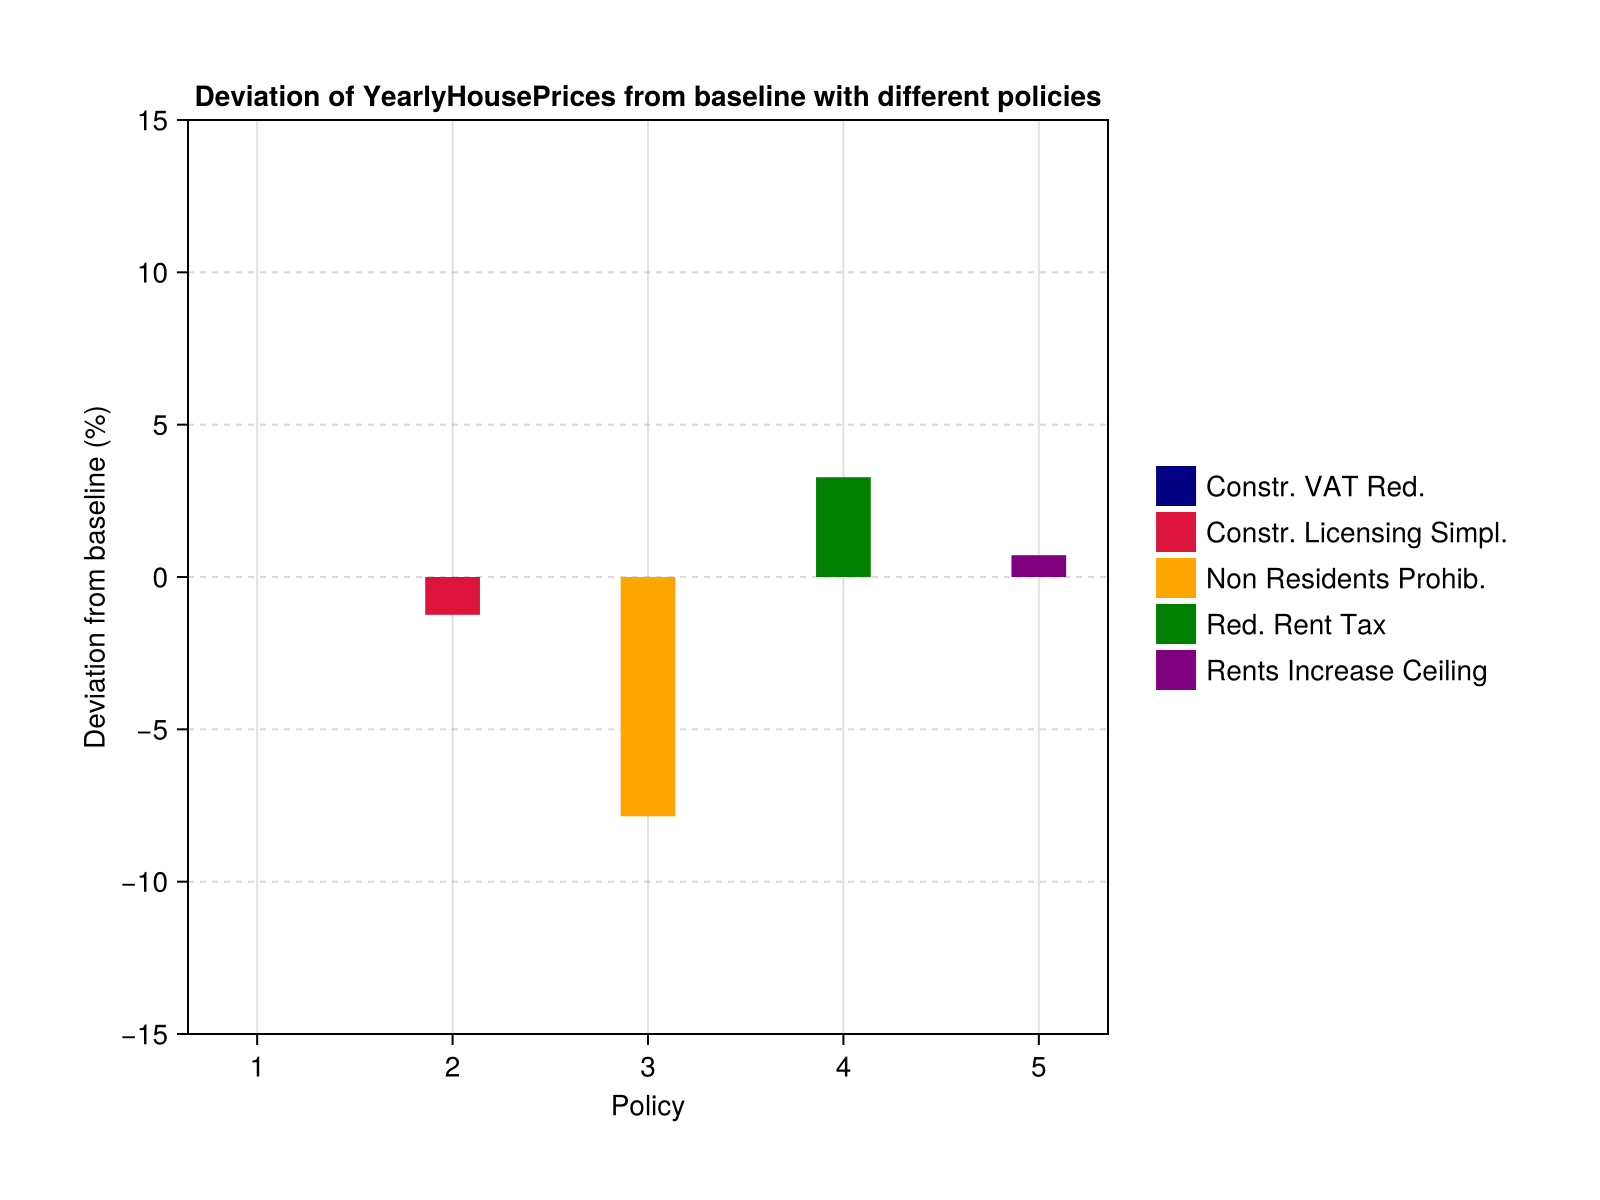 Deviation of YearlyHousePrices from baseline with different policies
15
10
5
0
−5
−10
−15
Deviation from baseline (%)
1 2 3 4 5
Policy
Constr. VAT Red.
Constr. Licensing Simpl.
Non Residents Prohib.
Red. Rent Tax
Rents Increase Ceiling